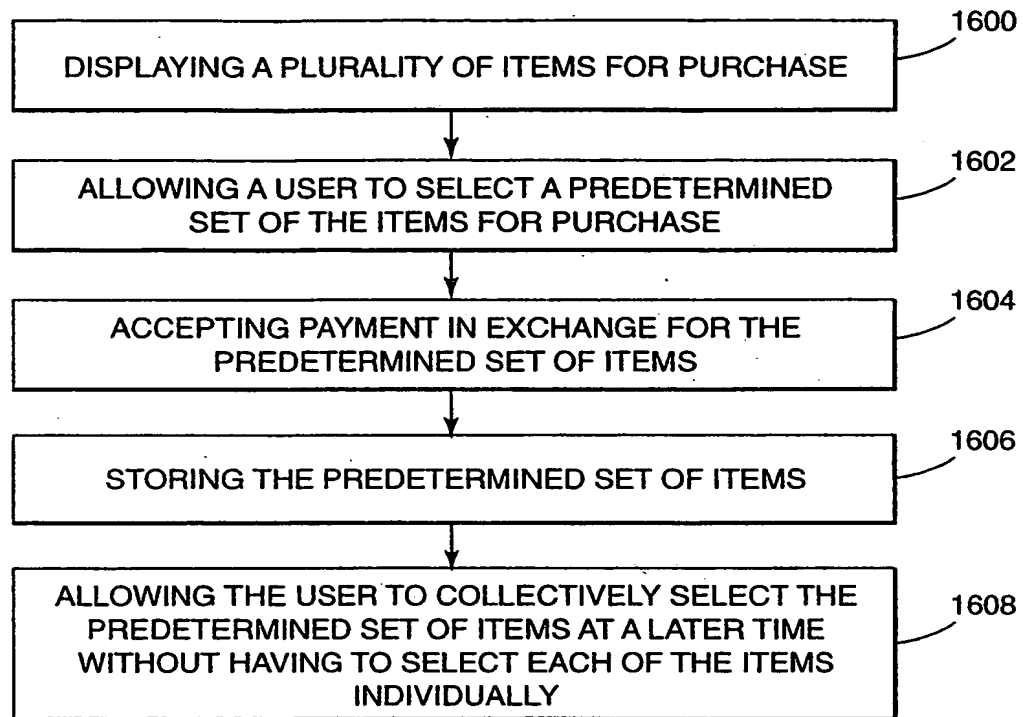 1600
DISPLAYING A PLURALITY OF ITEMS FOR PURCHASE
1602
ALLOWING A USER TO SELECT A PREDETERMINED
SET OF THE ITEMS FOR PURCHASE
1604
ACCEPTING PAYMENT IN EXCHANGE FOR THE
PREDETERMINED SET OF ITEMS
1606
STORING THE PREDETERMINED SET OF ITEMS
1608
ALLOWING THE USER TO COLLECTIVELY SELECT THE
PREDETERMINED SET OF ITEMS AT A LATER TIME
WITHOUT HAVING TO SELECT EACH OF THE ITEMS
INDIVIDUALLY